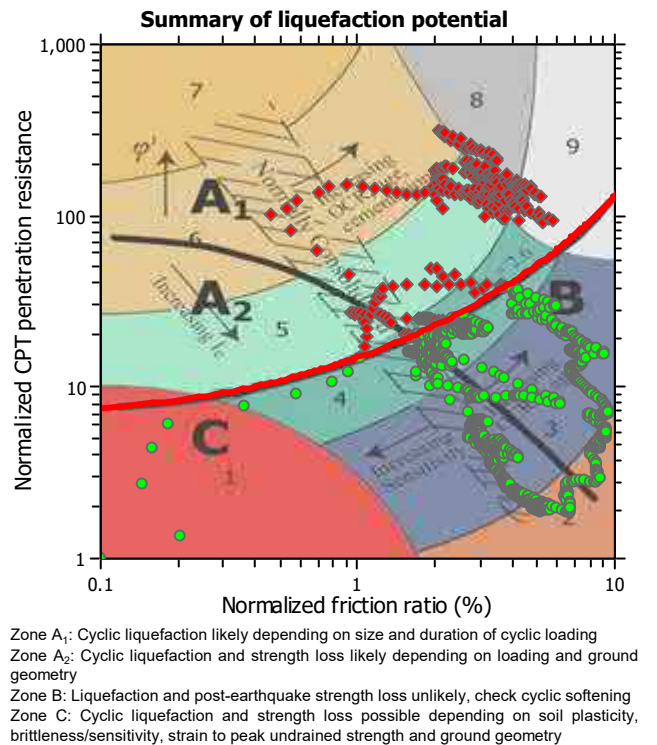 Summary of liquefaction potential
1,000
7
8
9
φ'
A₁
100
6
A₂
B
5
Increasing Ic
10
4
3
C
Increasing
Sensitivity
1
2
1
0.1
1
10
Normalized CPT penetration resistance
Normalized friction ratio (%)
Zone A₁: Cyclic liquefaction likely depending on size and duration of cyclic loading
Zone A₂: Cyclic liquefaction and strength loss likely depending on loading and ground
geometry
Zone B: Liquefaction and post-earthquake strength loss unlikely, check cyclic softening
Zone C: Cyclic liquefaction and strength loss possible depending on soil plasticity,
brittleness/sensitivity, strain to peak undrained strength and ground geometry